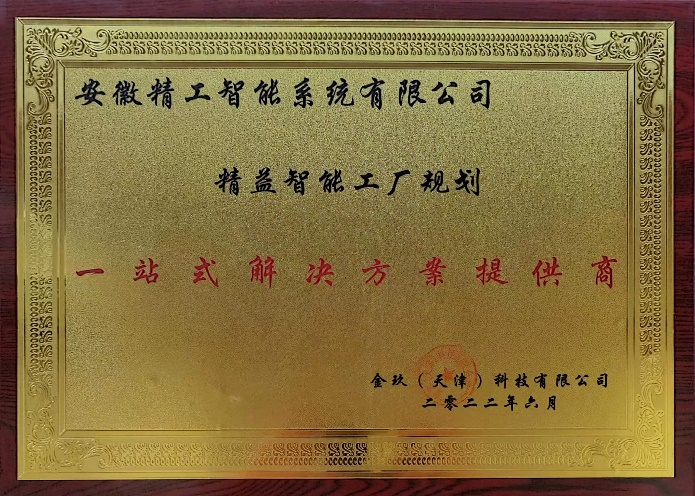 安徽精工智能系统有限公司
精益智能工厂规划
一站式解决方案提供商
金玖（天津）科技有限公司
二零二二年六月